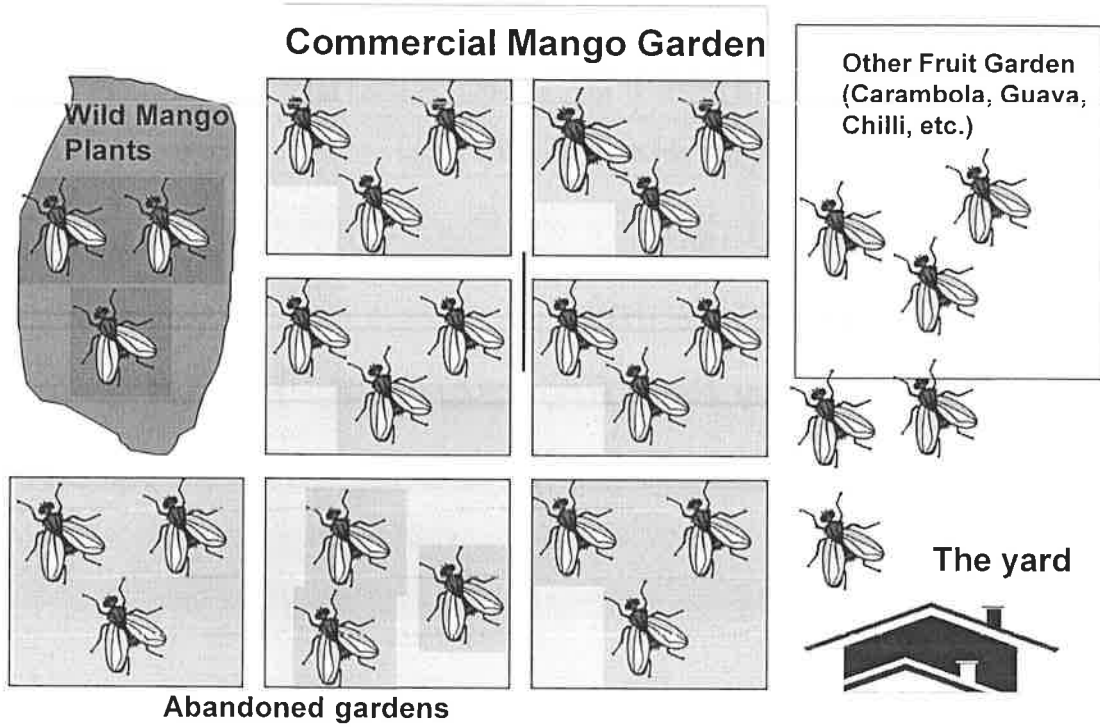 Commercial Mango Garden
Wild Mango
Plants
Other Fruit Garden
(Carambola, Guava,
Chilli, etc.)
The yard
Abandoned gardens